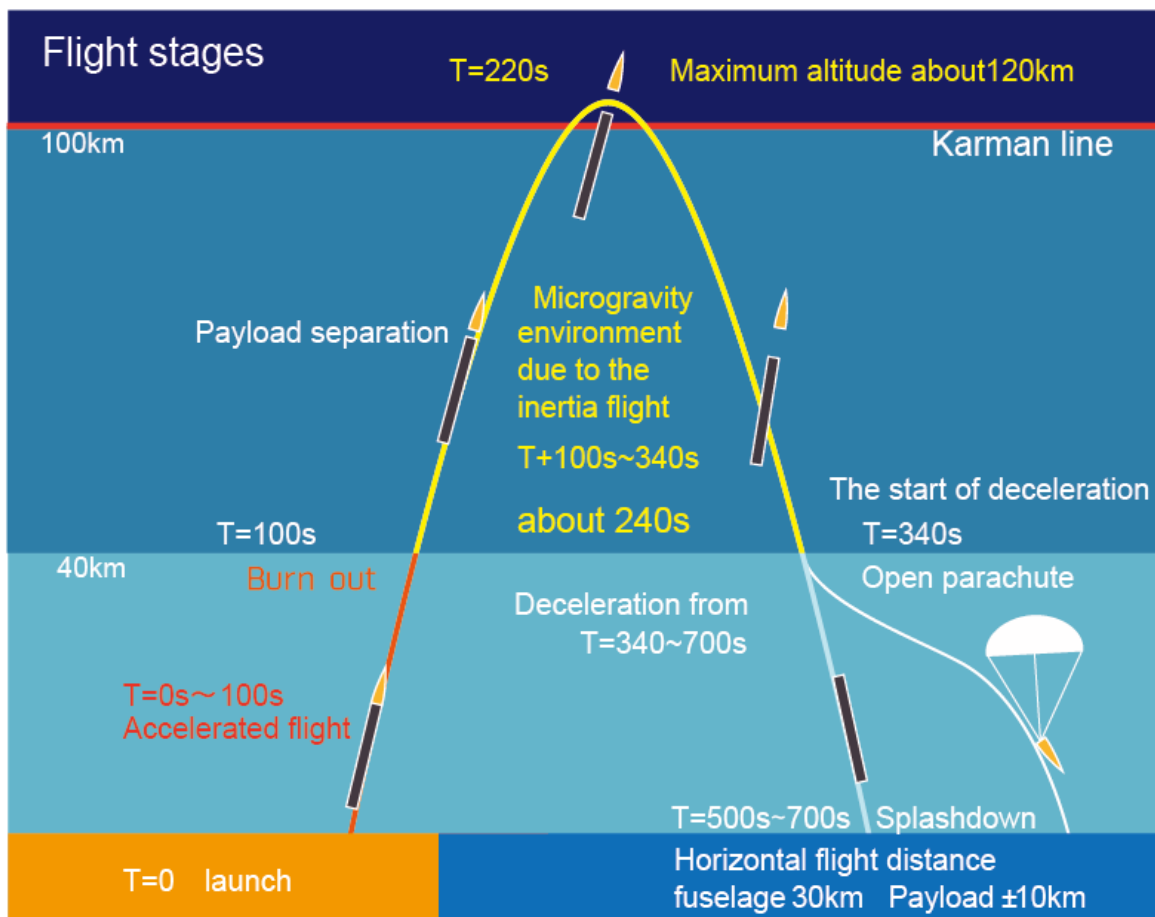 Flight stages
T=220s
Maximum altitude about120km
100km
Karman line
Payload separation
Microgravity
environment
due to the
inertia flight
T+100s~340s
about 240s
The start of deceleration
T=100s
T=340s
40km
Burn out
Open parachute
Deceleration from
T=340~700s
T=0s～100s
Accelerated flight
T=500s~700s Splashdown
T=0 launch
Horizontal flight distance
fuselage 30km Payload ±10km